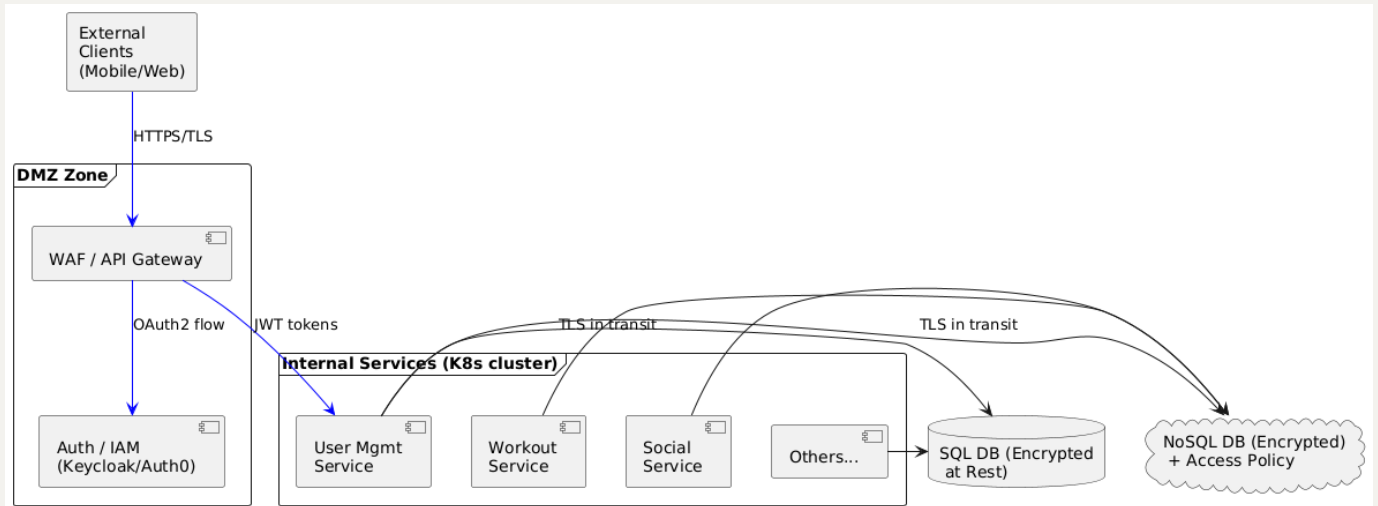 External
Clients
(Mobile/Web)
HTTPS/TLS
DMZ Zone
WAF / API Gateway
OAuth2 flow
JWT tokens
TLS in transit
TLS in transit
Internal Services (K8s cluster)
Auth / IAM
(Keycloak/Auth0)
User Mgmt
Service
Workout
Service
Social
Service
Others...
SQL DB (Encrypted
at Rest)
NoSQL DB (Encrypted)
+ Access Policy